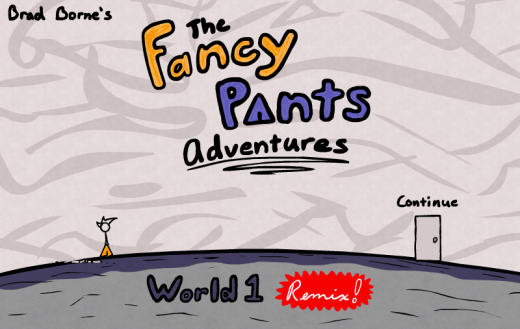 Brad Borne's
The
Fancy
Pants
Adventures
Continue
World 1 Remix!